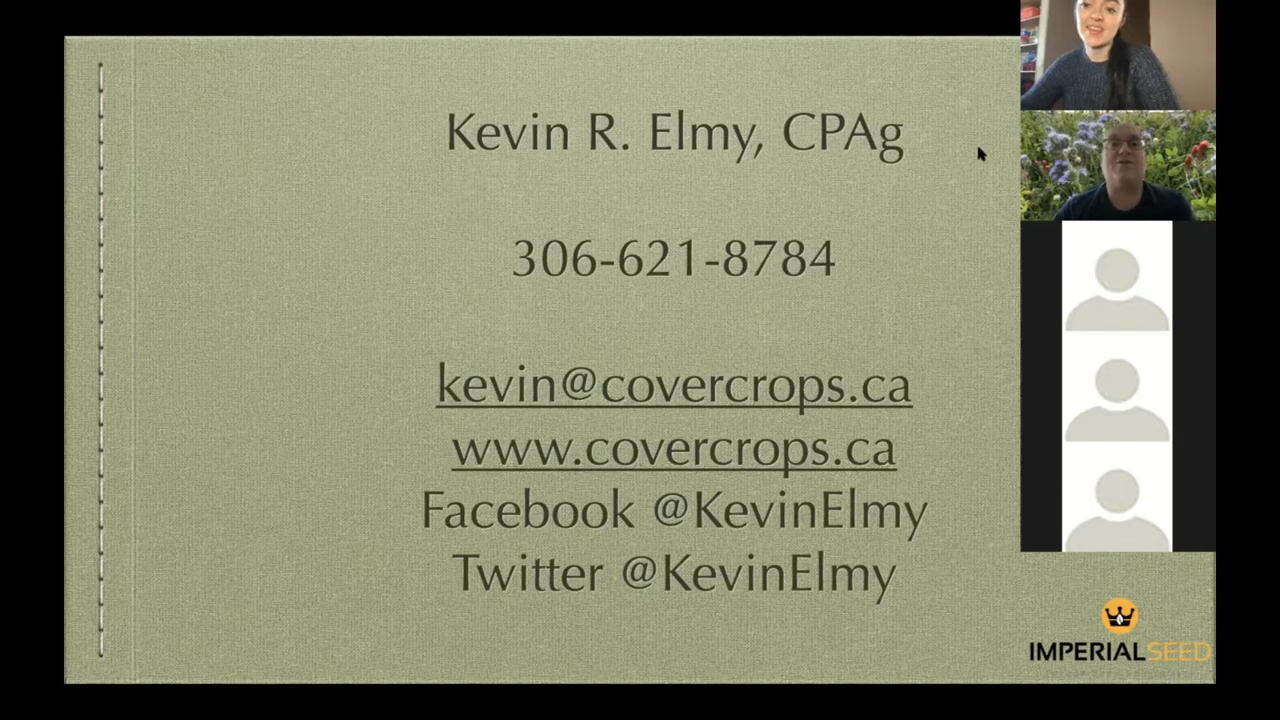 Kevin R. Elmy, CPAg
306-621-8784
kevin@covercrops.ca
www.covercrops.ca
Facebook @KevinElmy
Twitter @KevinElmy
IMPERIALSEED